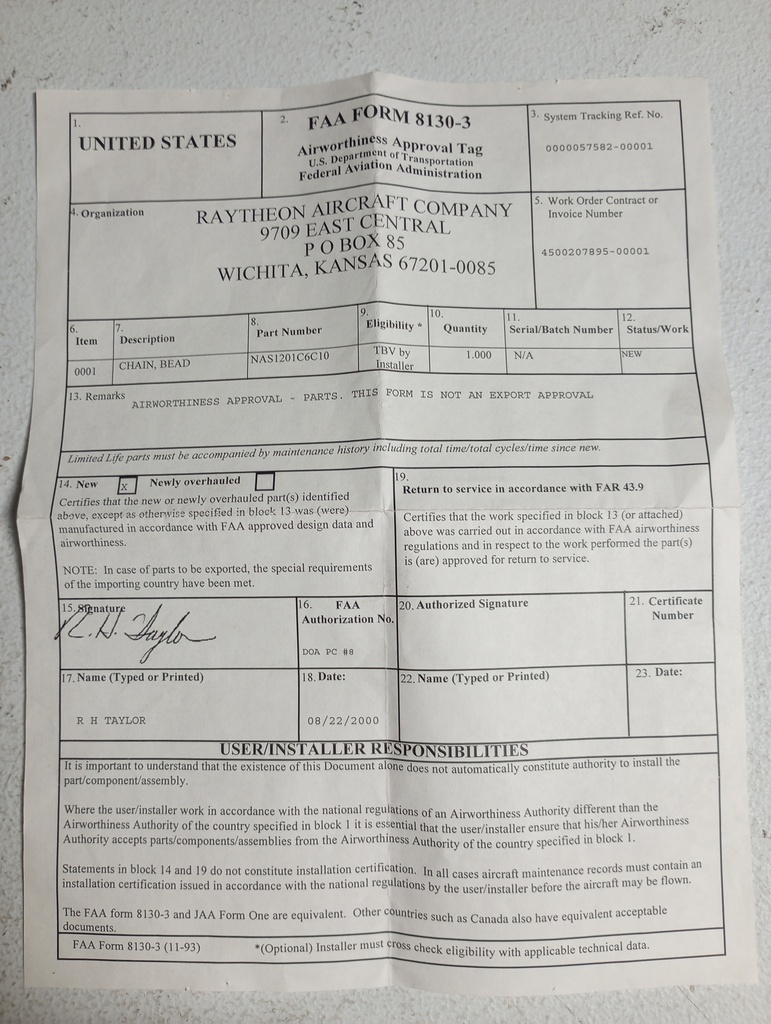 1.
UNITED STATES
2. FAA FORM 8130-3
Airworthiness Approval Tag
U.S. Department of Transportation
Federal Aviation Administration
3. System Tracking Ref. No.
0000057582-00001
4. Organization
RAYTHEON AIRCRAFT COMPANY
9709 EAST CENTRAL
P O BOX 85
WICHITA, KANSAS 67201-0085
5. Work Order Contract or
Invoice Number
4500207895-00001
6.
Item
7.
Description
8.
Part Number
9.
Eligibility *
10.
Quantity
11.
Serial/Batch Number
12.
Status/Work
0001
CHAIN, BEAD
NAS1201C6C10
TBV by
Installer
1.000
N/A
NEW
13. Remarks AIRWORTHINESS APPROVAL - PARTS. THIS FORM IS NOT AN EXPORT APPROVAL
Limited Life parts must be accompanied by maintenance history including total time/total cycles/time since new.
14. New x Newly overhauled
Certifies that the new or newly overhauled part(s) identified
above, except as otherwise specified in block 13 was (were)
manufactured in accordance with FAA approved design data and
airworthiness.
NOTE: In case of parts to be exported, the special requirements
of the importing country have been met.
19.
Return to service in accordance with FAR 43.9
Certifies that the work specified in block 13 (or attached)
above was carried out in accordance with FAA airworthiness
regulations and in respect to the work performed the part(s)
is (are) approved for return to service.
15. Signature
R. H. Taylor
16. FAA
Authorization No.
DOA PC #8
20. Authorized Signature
21. Certificate
Number
17. Name (Typed or Printed)
R H TAYLOR
18. Date:
08/22/2000
22. Name (Typed or Printed)
23. Date:
USER/INSTALLER RESPONSIBILITIES
It is important to understand that the existence of this Document alone does not automatically constitute authority to install the
part/component/assembly.
Where the user/installer work in accordance with the national regulations of an Airworthiness Authority different than the
Airworthiness Authority of the country specified in block 1 it is essential that the user/installer ensure that his/her Airworthiness
Authority accepts parts/components/assemblies from the Airworthiness Authority of the country specified in block 1.
Statements in block 14 and 19 do not constitute installation certification. In all cases aircraft maintenance records must contain an
installation certification issued in accordance with the national regulations by the user/installer before the aircraft may be flown.
The FAA form 8130-3 and JAA Form One are equivalent. Other countries such as Canada also have equivalent acceptable
documents.
FAA Form 8130-3 (11-93) *(Optional) Installer must cross check eligibility with applicable technical data.